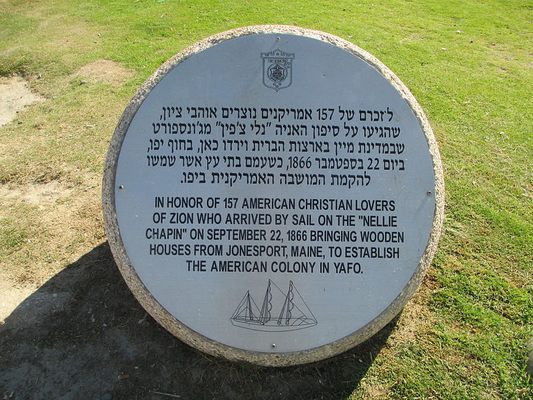 לזכרם של 157 אמריקנים נוצרים אוהבי ציון,
שהגיעו על סיפון האניה "נלי צ'פין" מג'ונספורט
שבמדינת מיין בארצות הברית וירדו כאן, בחוף יפו,
ביום 22 בספטמבר 1866, כשעמם בתי עץ אשר שמשו
להקמת המושבה האמריקנית ביפו.
IN HONOR OF 157 AMERICAN CHRISTIAN LOVERS
OF ZION WHO ARRIVED BY SAIL ON THE "NELLIE
CHAPIN" ON SEPTEMBER 22, 1866 BRINGING WOODEN
HOUSES FROM JONESPORT, MAINE, TO ESTABLISH
THE AMERICAN COLONY IN YAFO.